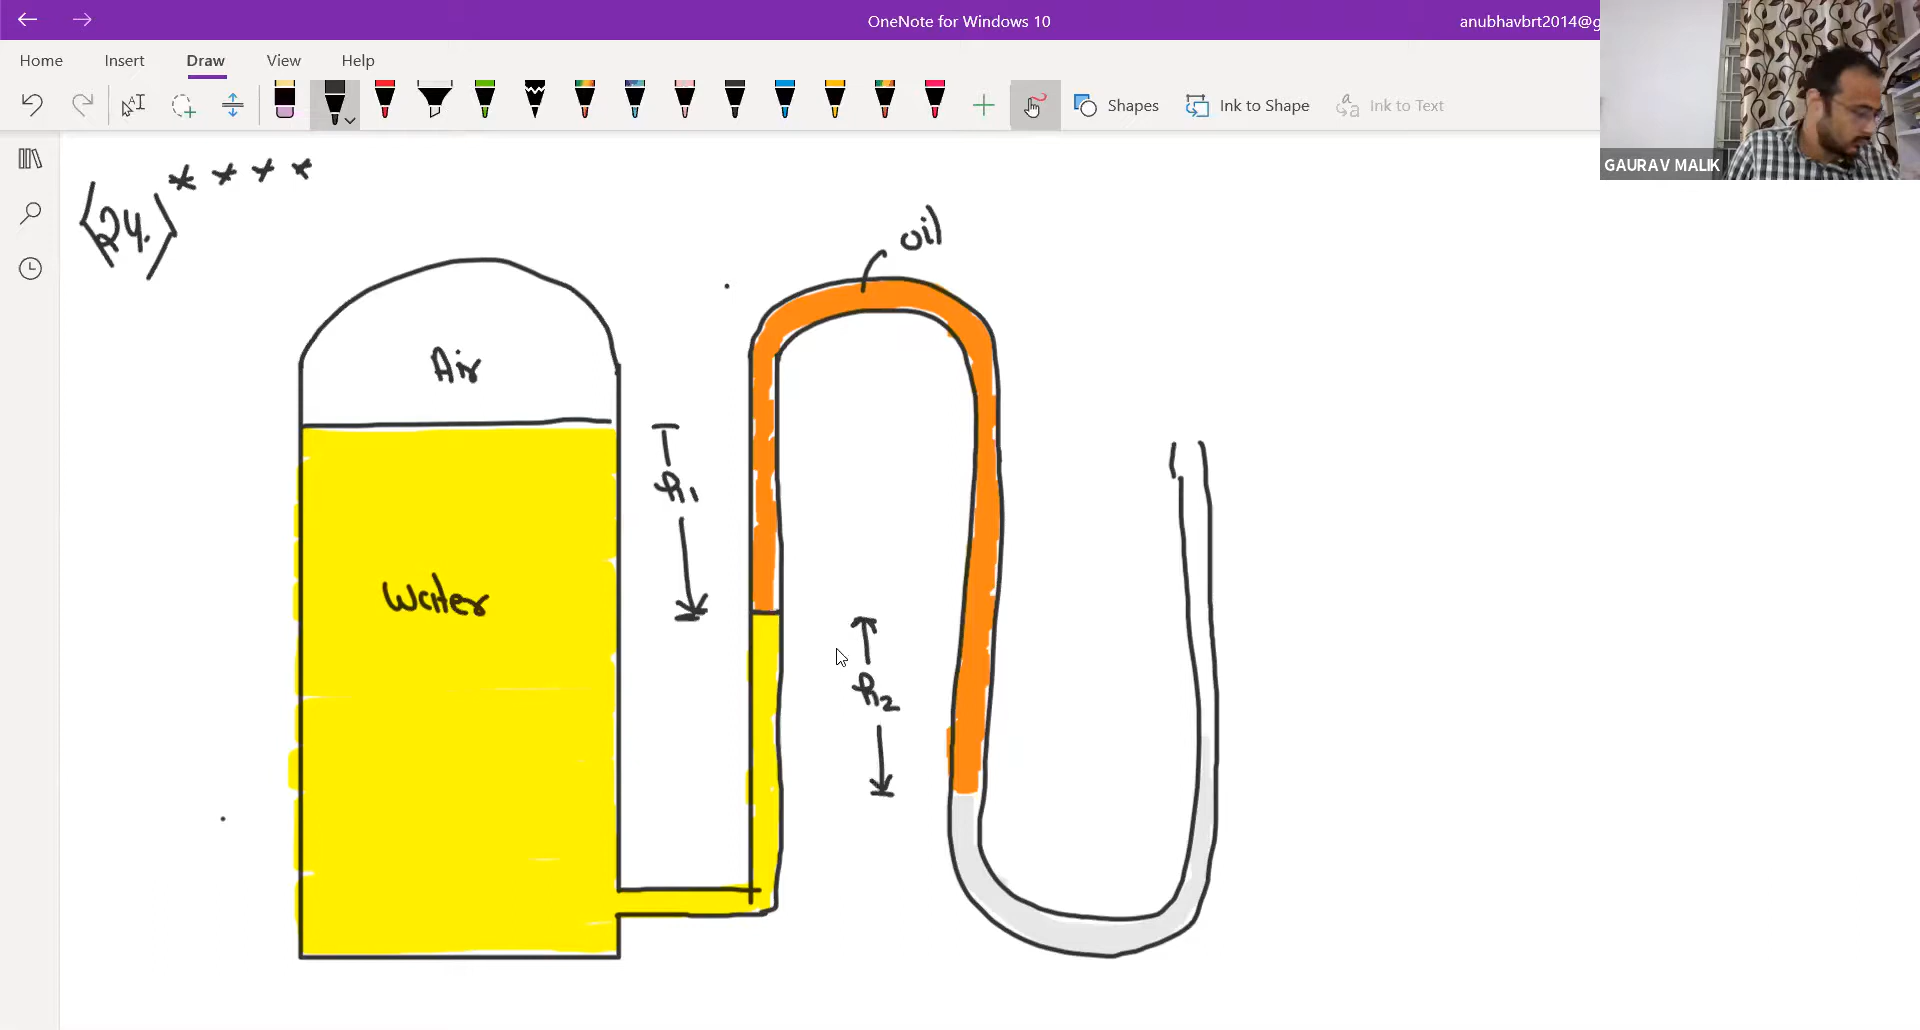 OneNote for Windows 10
anubhavbrt2014@g
Home Insert Draw View Help
Shapes Ink to Shape Ink to Text
GAURAV MALIK
<24.>****
oil
Air
h1
Water
h2